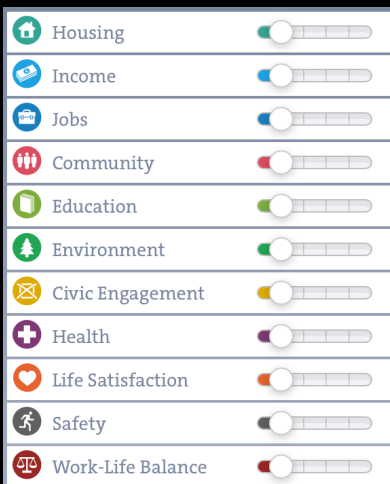 Housing
Income
Jobs
Community
Education
Environment
Civic Engagement
Health
Life Satisfaction
Safety
Work-Life Balance